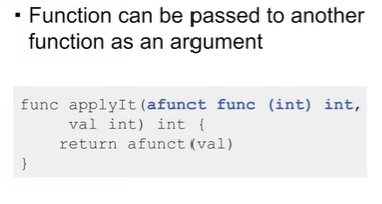 ▪ Function can be passed to another
function as an argument
func applyIt(afunct func (int) int,
val int) int {
return afunct(val)
}